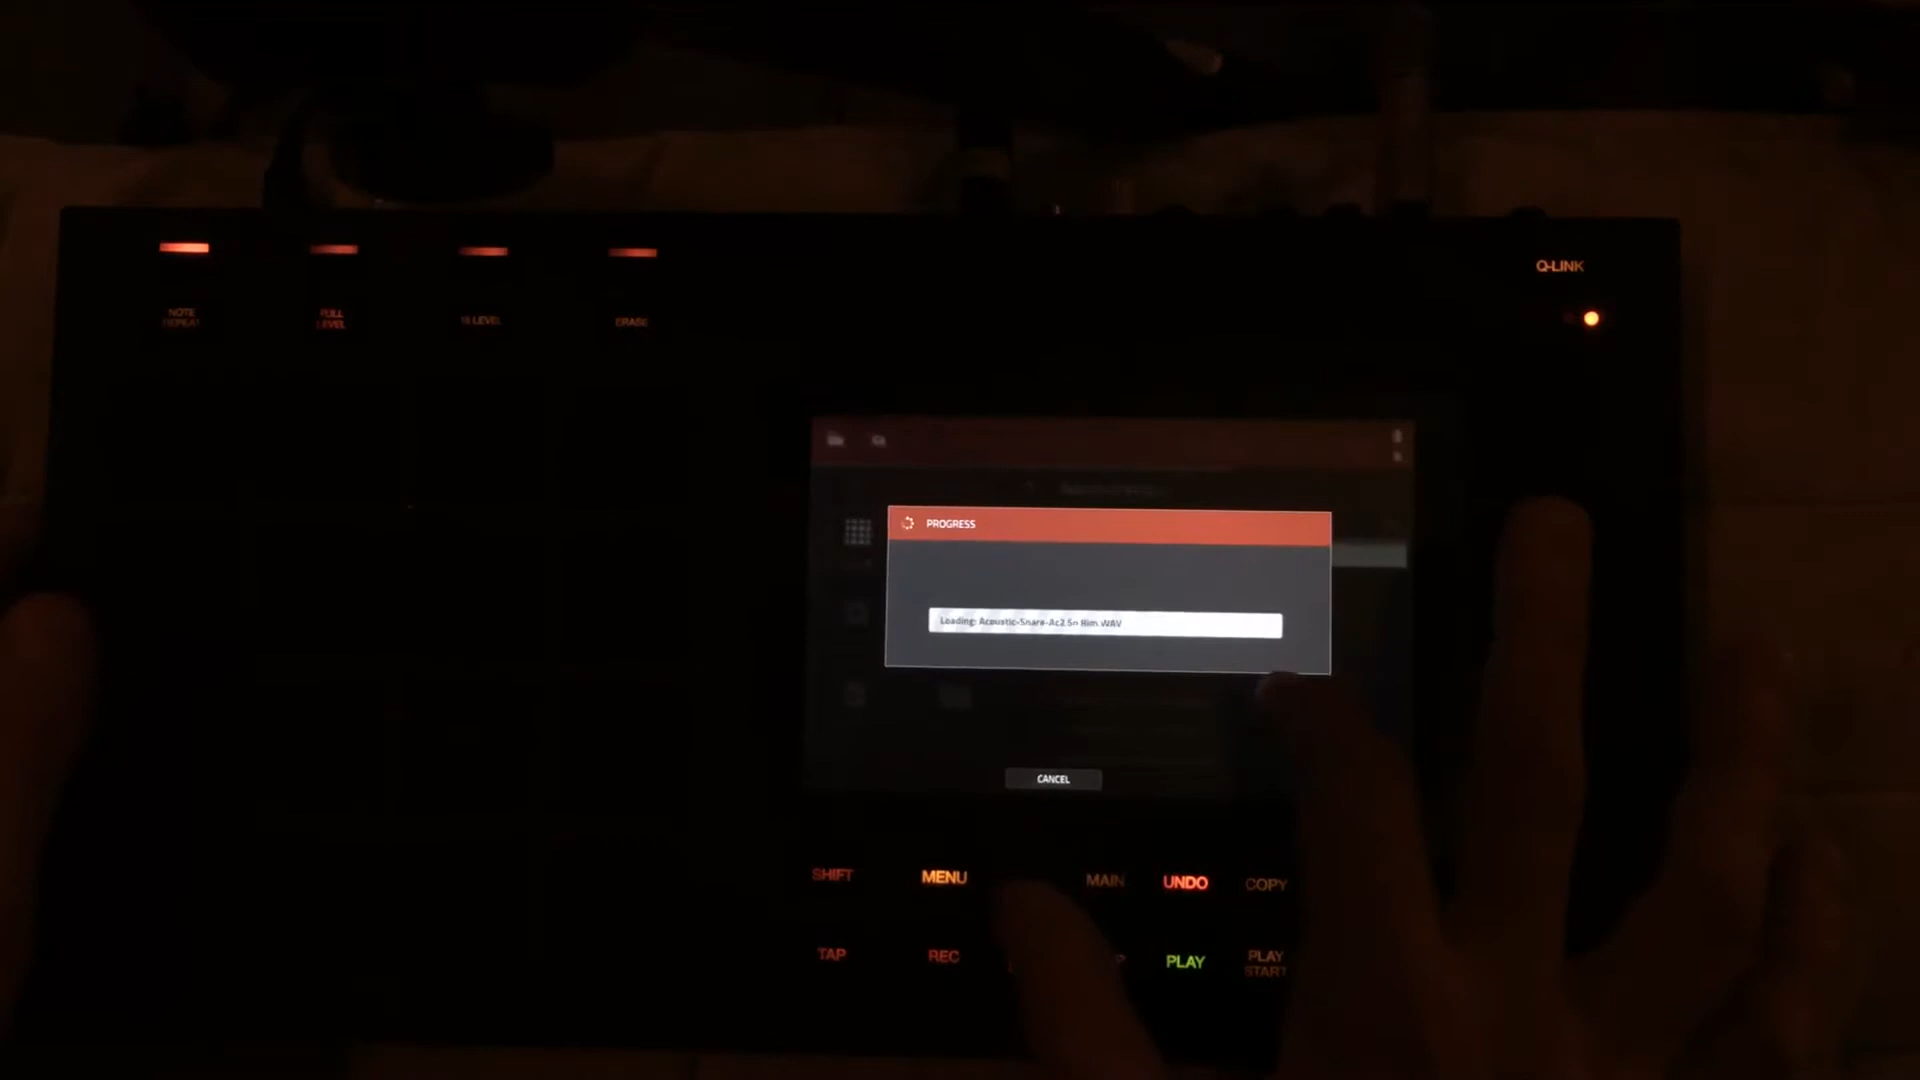 Q-LINK
NOTE
REPEAT
FULL
LEVEL
16 LEVEL
ERASE
PROGRESS
Loading: Acoustic-Snare-Ac2 Sn Rim.WAV
CANCEL
SHIFT
MENU
MAIN
UNDO
COPY
TAP
REC
PLAY
PLAY
START